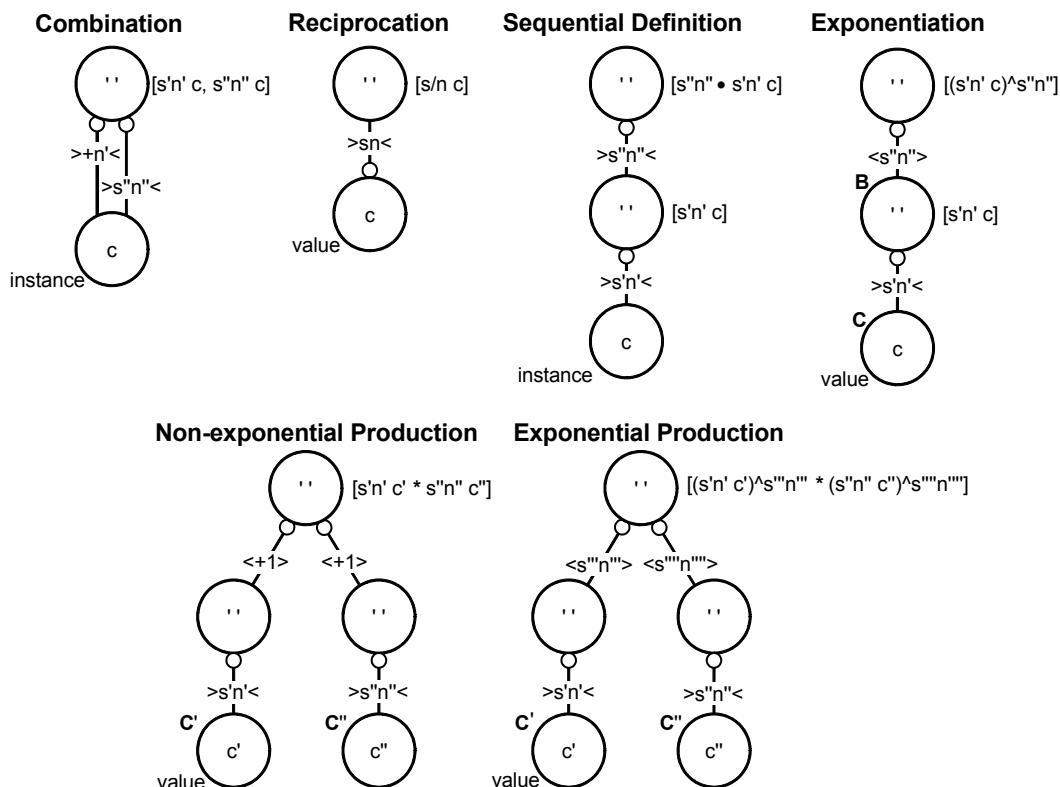 Combination
' '
[s'n' c, s''n'' c]
>+n'<
>s''n''<
c
instance
Reciprocation
' '
[s/n c]
>sn<
c
value
Sequential Definition
' '
[s''n'' • s'n' c]
>s''n''<
' '
[s'n' c]
>s'n'<
c
instance
Exponentiation
' '
[(s'n' c)^s''n'']
<s''n''>
B
' '
[s'n' c]
>s'n'<
C
c
value
Non-exponential Production
' '
[s'n' c' * s''n'' c'']
<+1> <+1>
' ' ' '
>s'n'< >s''n''<
C' C''
c' c''
value
Exponential Production
' '
[(s'n' c')^s'''n''' * (s''n'' c'')^s''''n'''']
<s'''n'''> <s''''n''''>
' ' ' '
>s'n'< >s''n''<
C' C''
c' c''
value